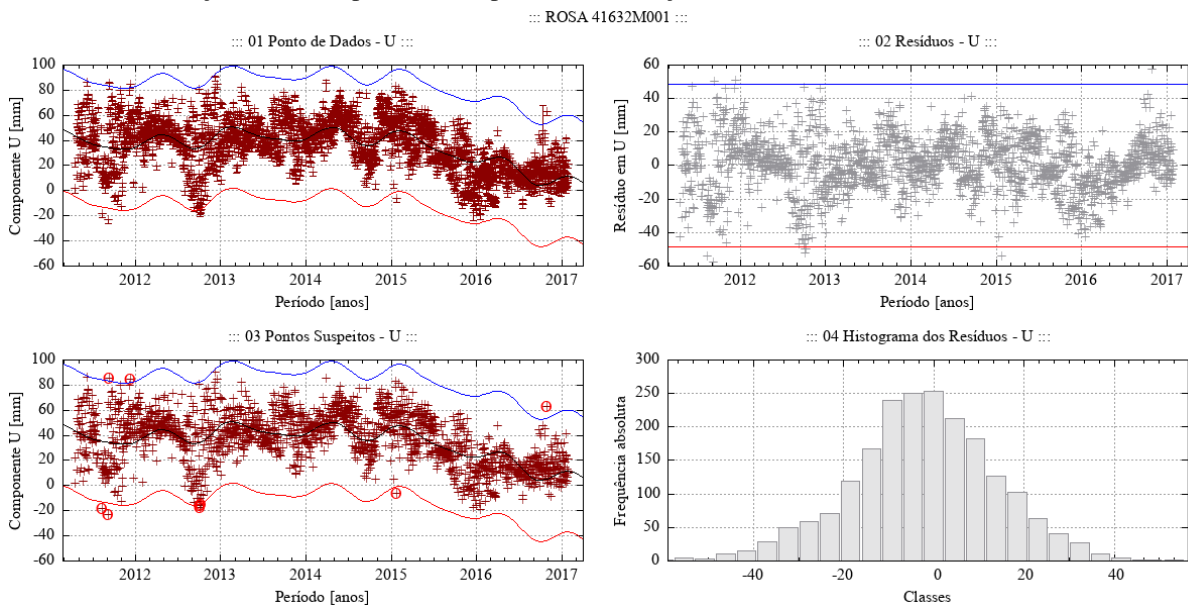 ::: ROSA 41632M001 :::
::: 01 Ponto de Dados - U :::
Componente U [mm]
100
80
60
40
20
0
-20
-40
-60
2012 2013 2014 2015 2016 2017
Período [anos]
::: 02 Resíduos - U :::
Resíduo em U [mm]
60
40
20
0
-20
-40
-60
2012 2013 2014 2015 2016 2017
Período [anos]
::: 03 Pontos Suspeitos - U :::
Componente U [mm]
100
80
60
40
20
0
-20
-40
-60
2012 2013 2014 2015 2016 2017
Período [anos]
::: 04 Histograma dos Resíduos - U :::
Frequência absoluta
300
250
200
150
100
50
0
-40 -20 0 20 40
Classes